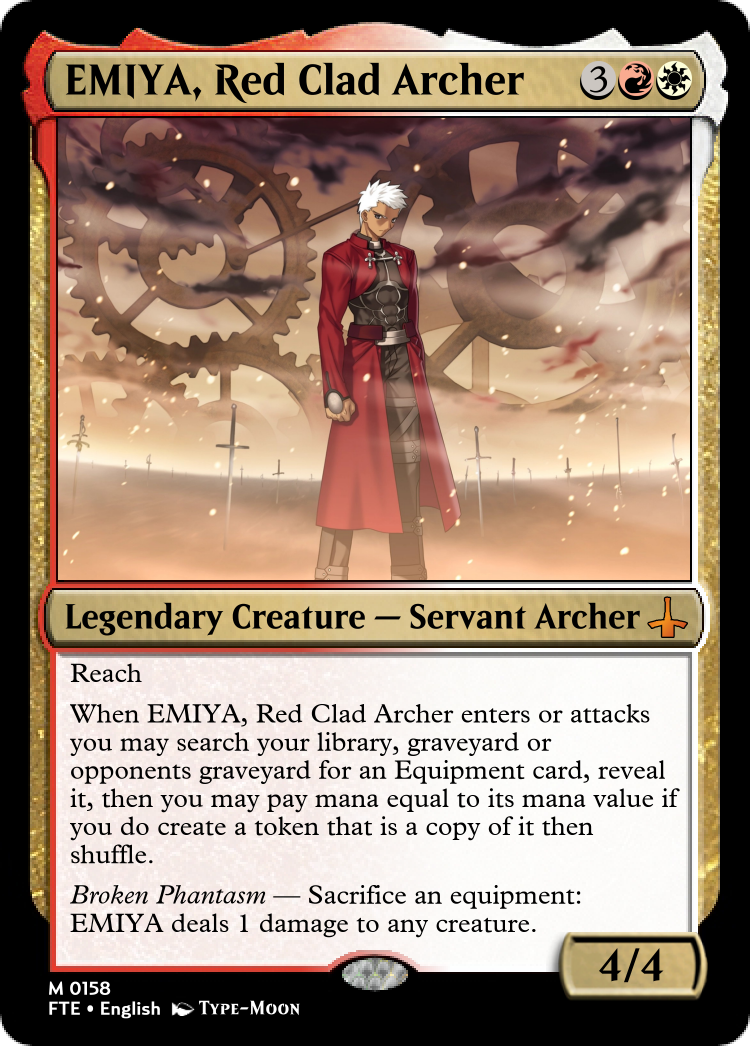 EMIYA, Red Clad Archer 3
Legendary Creature — Servant Archer
Reach
When EMIYA, Red Clad Archer enters or attacks
you may search your library, graveyard or
opponents graveyard for an Equipment card, reveal
it, then you may pay mana equal to its mana value if
you do create a token that is a copy of it then
shuffle.
Broken Phantasm — Sacrifice an equipment:
EMIYA deals 1 damage to any creature.
4/4
M 0158
FTE • English Type-Moon